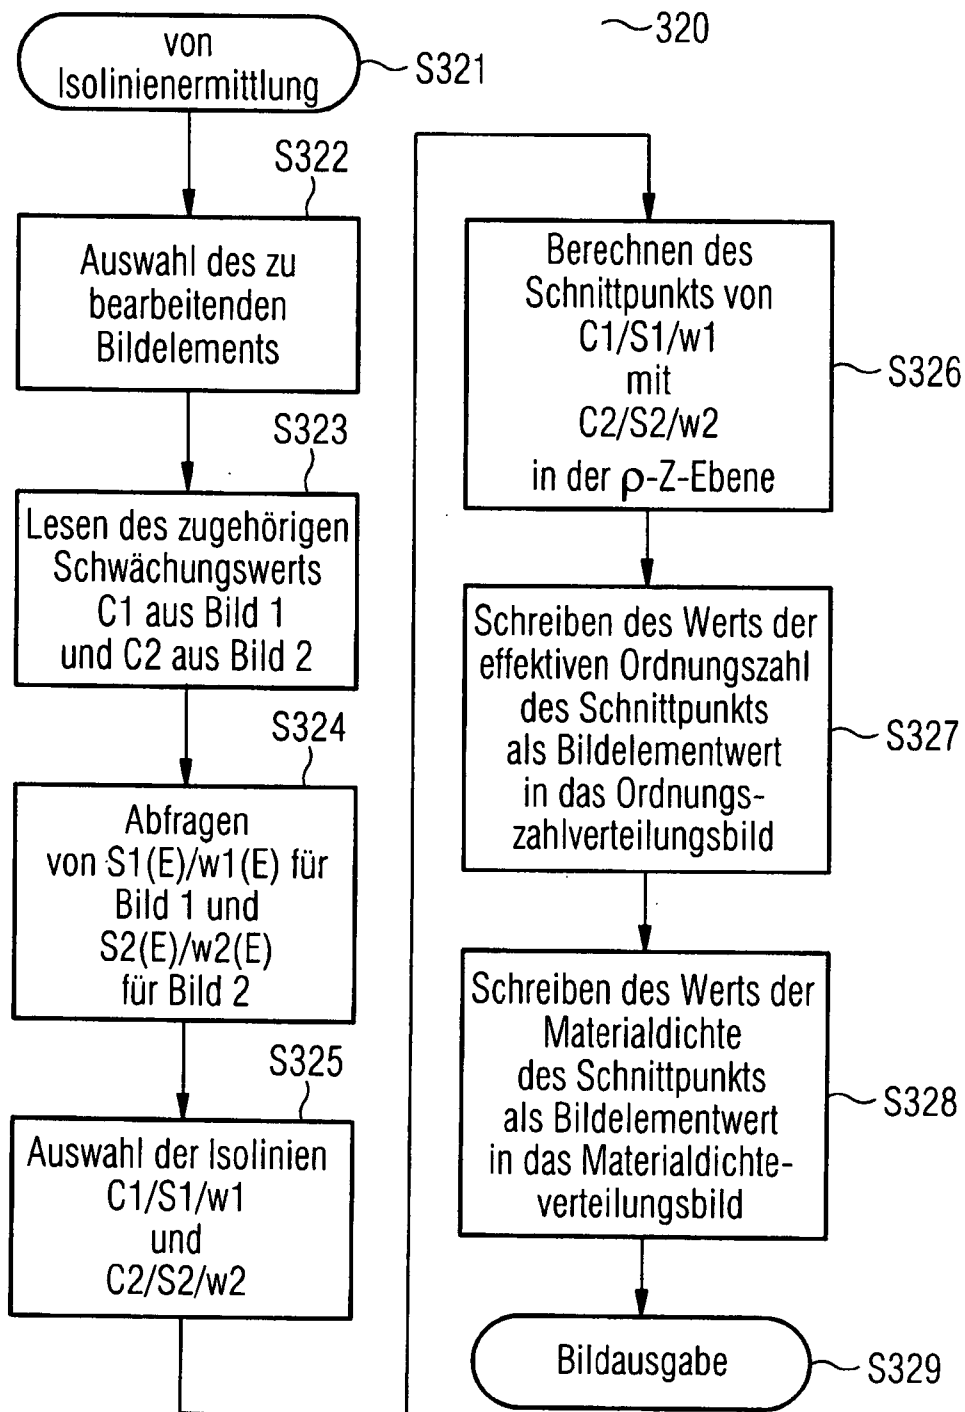 320
von
Isolinienermittlung
S321
S322
Auswahl des zu
bearbeitenden
Bildelements
S323
Lesen des zugehörigen
Schwächungswerts
C1 aus Bild 1
und C2 aus Bild 2
S324
Abfragen
von S1(E)/w1(E) für
Bild 1 und
S2(E)/w2(E)
für Bild 2
S325
Auswahl der Isolinien
C1/S1/w1
und
C2/S2/w2
Berechnen des
Schnittpunkts von
C1/S1/w1
mit
C2/S2/w2
in der ρ-Z-Ebene
S326
Schreiben des Werts der
effektiven Ordnungszahl
des Schnittpunkts
als Bildelementwert
in das Ordnungs-
zahlverteilungsbild
S327
Schreiben des Werts der
Materialdichte
des Schnittpunkts
als Bildelementwert
in das Materialdichte-
verteilungsbild
S328
Bildausgabe
S329